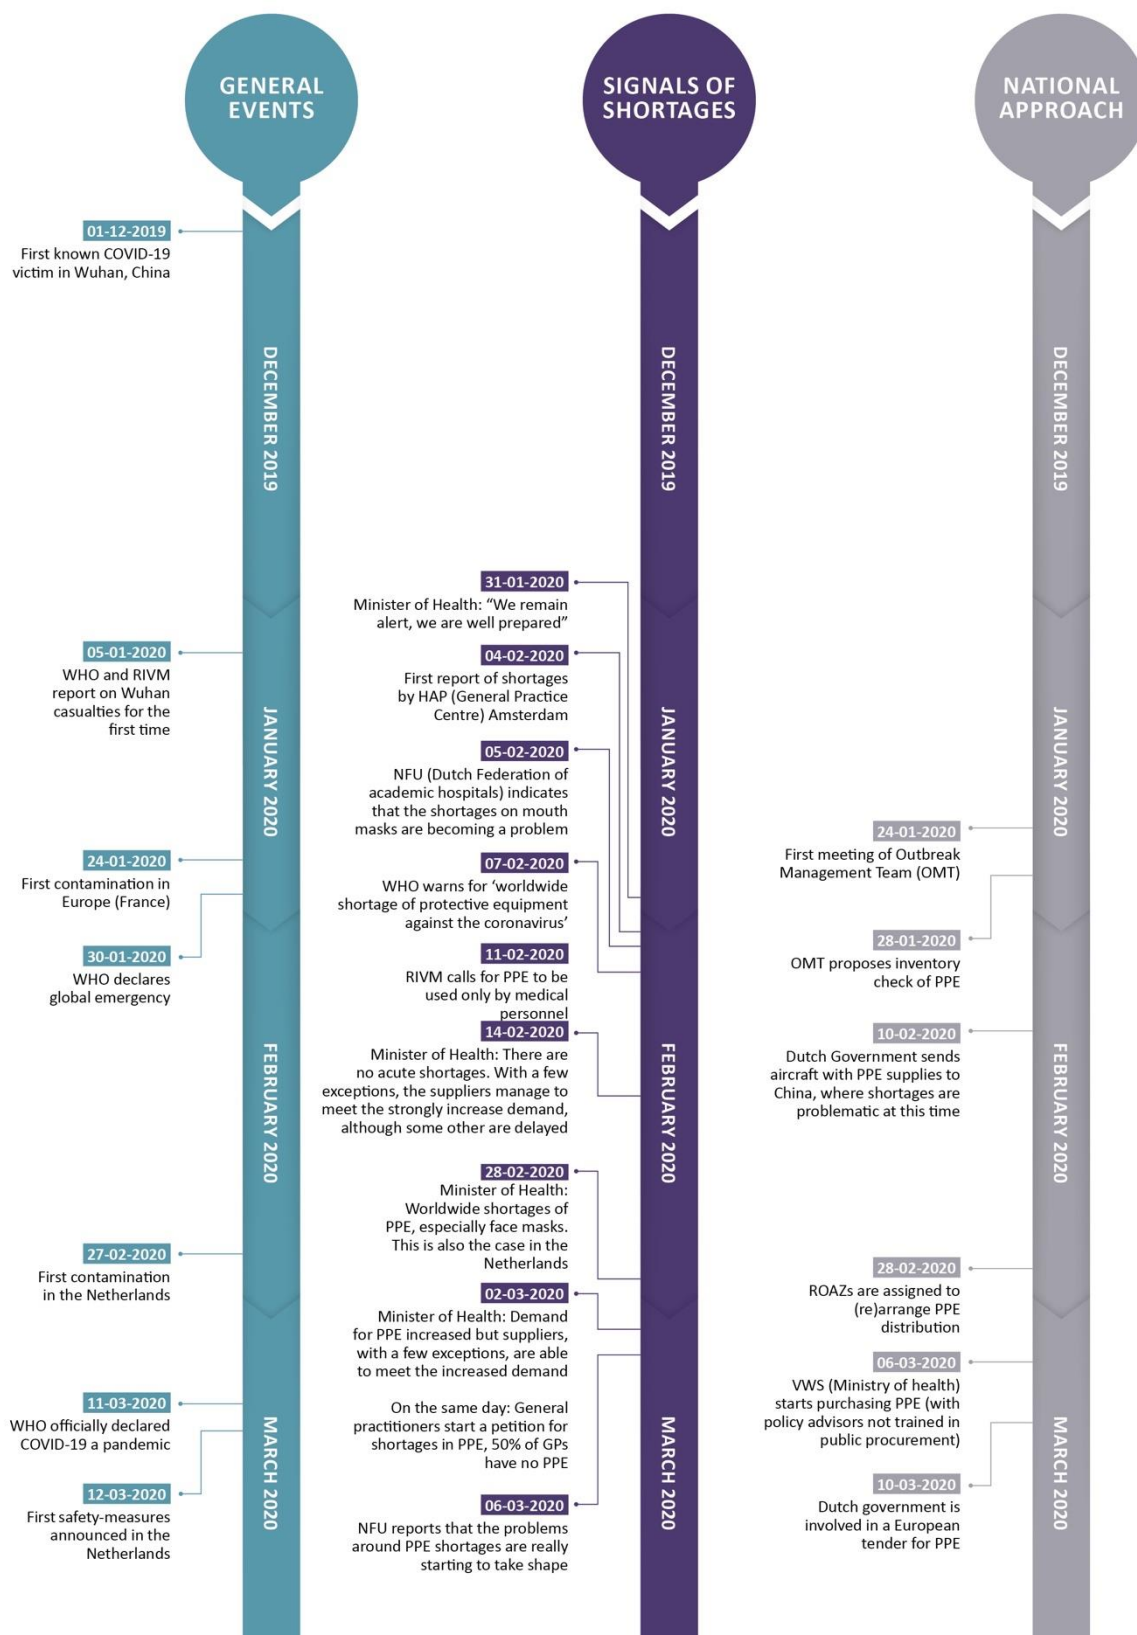 GENERAL
EVENTS
01-12-2019
First known COVID-19
victim in Wuhan, China
DECEMBER 2019
05-01-2020
WHO and RIVM
report on Wuhan
casualties for the
first time
JANUARY 2020
24-01-2020
First contamination in
Europe (France)
30-01-2020
WHO declares
global emergency
FEBRUARY 2020
27-02-2020
First contamination
in the Netherlands
11-03-2020
WHO officially declared
COVID-19 a pandemic
MARCH 2020
12-03-2020
First safety-measures
announced in the
Netherlands
SIGNALS OF
SHORTAGES
DECEMBER 2019
31-01-2020
Minister of Health: “We remain
alert, we are well prepared”
04-02-2020
First report of shortages
by HAP (General Practice
Centre) Amsterdam
JANUARY 2020
05-02-2020
NFU (Dutch Federation of
academic hospitals) indicates
that the shortages on mouth
masks are becoming a problem
07-02-2020
WHO warns for ‘worldwide
shortage of protective equipment
against the coronavirus’
11-02-2020
RIVM calls for PPE to be
used only by medical
personnel
14-02-2020
Minister of Health: There are
no acute shortages. With a few
exceptions, the suppliers manage to
meet the strongly increase demand,
although some other are delayed
FEBRUARY 2020
28-02-2020
Minister of Health:
Worldwide shortages of
PPE, especially face masks.
This is also the case in the
Netherlands
02-03-2020
Minister of Health: Demand
for PPE increased but suppliers,
with a few exceptions, are able
to meet the increased demand
On the same day: General
practitioners start a petition for
shortages in PPE, 50% of GPs
have no PPE
MARCH 2020
06-03-2020
NFU reports that the problems
around PPE shortages are really
starting to take shape
NATIONAL
APPROACH
DECEMBER 2019
JANUARY 2020
24-01-2020
First meeting of Outbreak
Management Team (OMT)
28-01-2020
OMT proposes inventory
check of PPE
10-02-2020
Dutch Government sends
aircraft with PPE supplies to
China, where shortages are
problematic at this time
FEBRUARY 2020
28-02-2020
ROAZs are assigned to
(re)arrange PPE
distribution
06-03-2020
VWS (Ministry of health)
starts purchasing PPE (with
policy advisors not trained in
public procurement)
MARCH 2020
10-03-2020
Dutch government is
involved in a European
tender for PPE